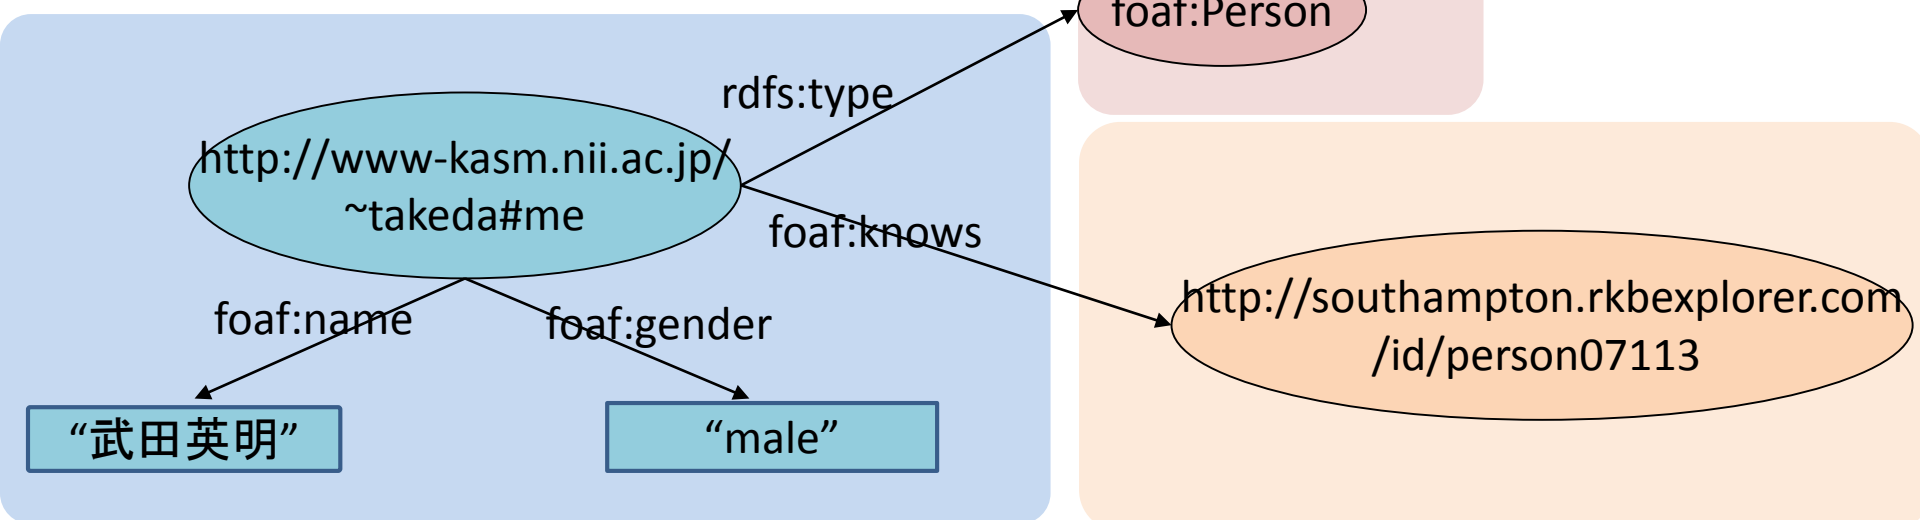 foaf:Person
rdfs:type
http://www-kasm.nii.ac.jp/
~takeda#me
foaf:knows
http://southampton.rkbexplorer.com
/id/person07113
foaf:name
foaf:gender
“武田英明”
“male”